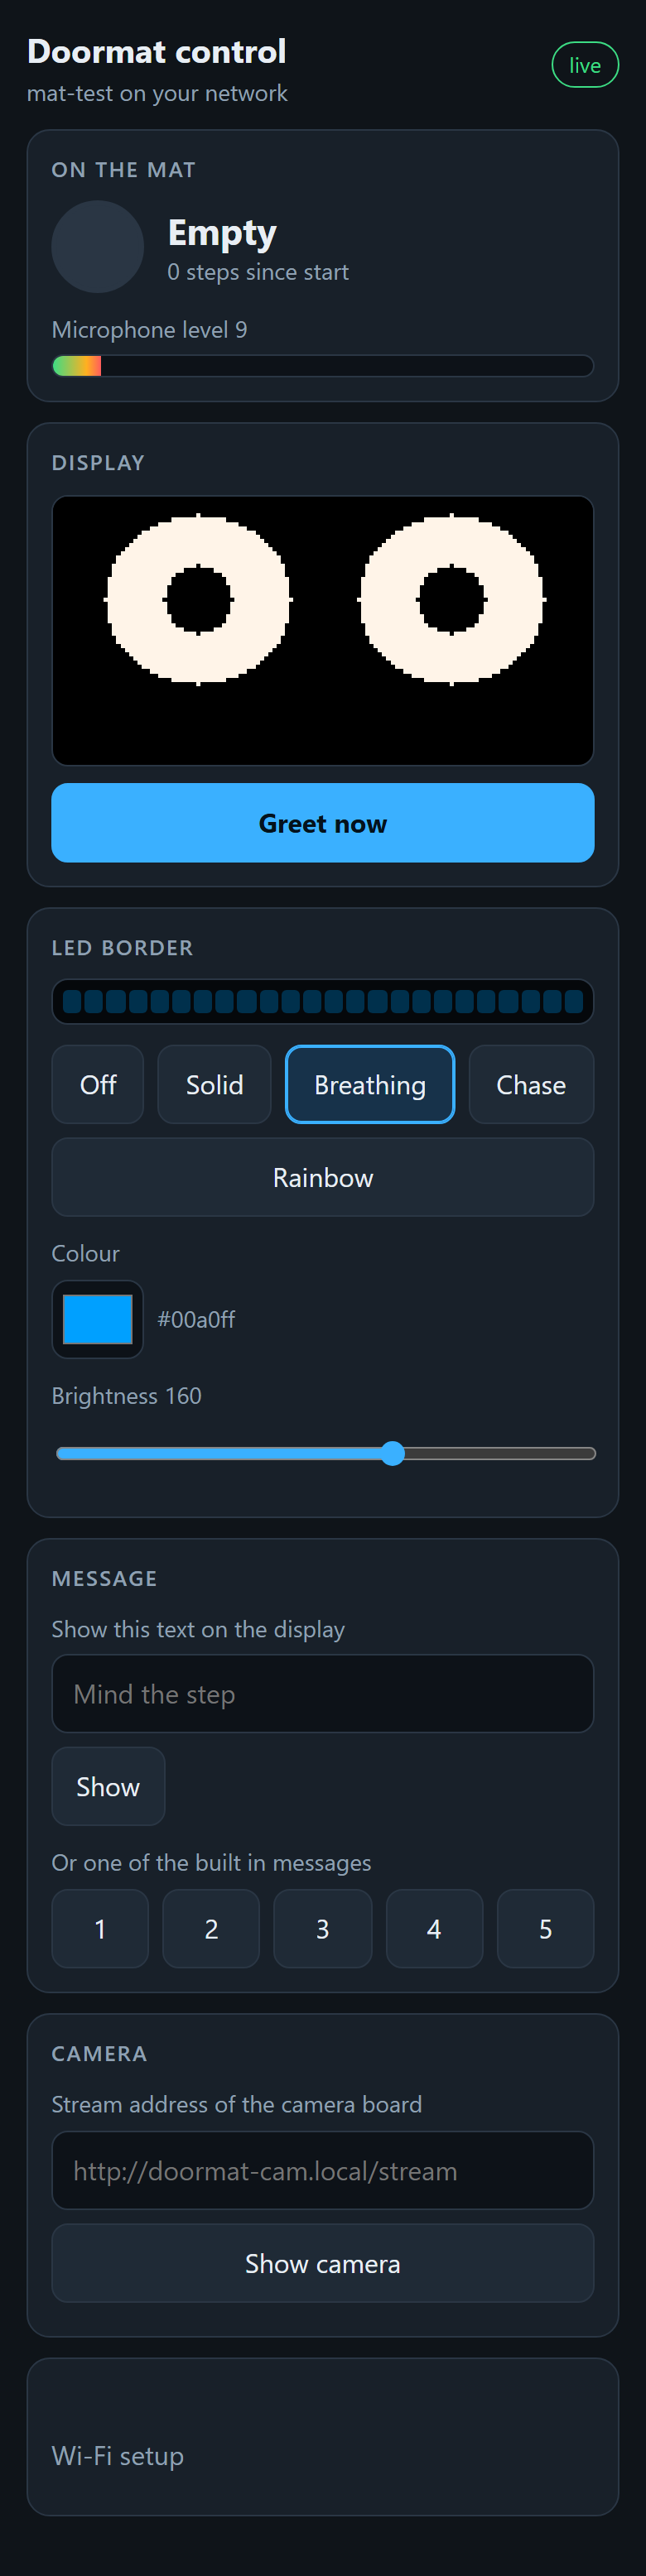 Doormat control
live
mat-test on your network
ON THE MAT
Empty
0 steps since start
Microphone level 9
DISPLAY
Greet now
LED BORDER
Off Solid Breathing Chase
Rainbow
Colour
#00a0ff
Brightness 160
MESSAGE
Show this text on the display
Mind the step
Show
Or one of the built in messages
1 2 3 4 5
CAMERA
Stream address of the camera board
http://doormat-cam.local/stream
Show camera
Wi-Fi setup